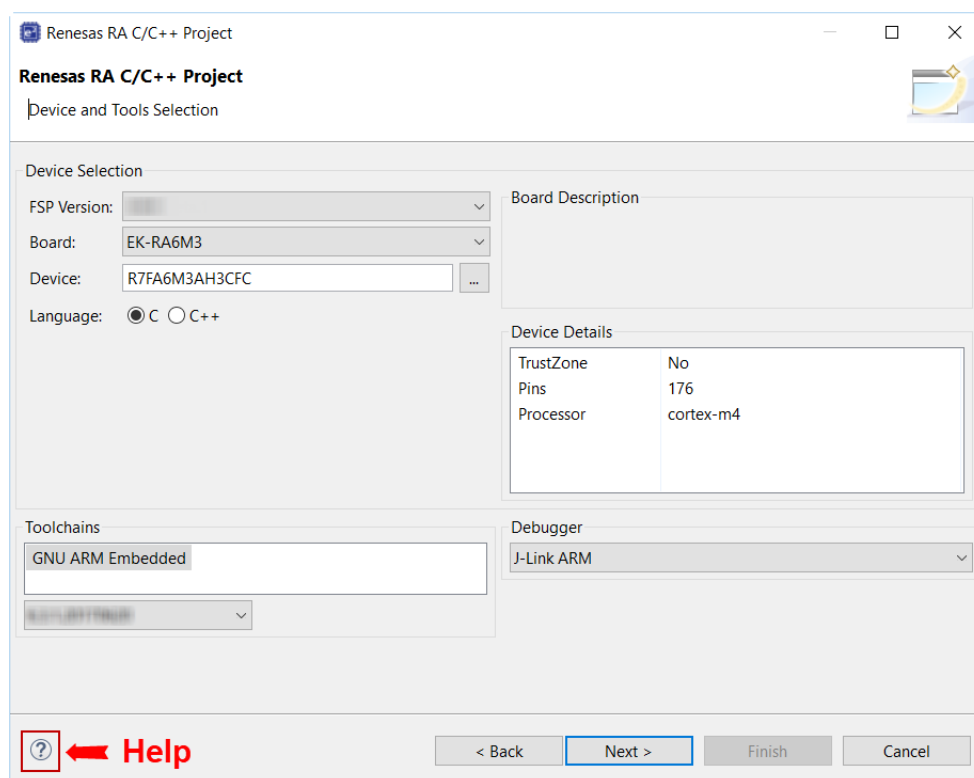 Renesas RA C/C++ Project
Renesas RA C/C++ Project
Device and Tools Selection
Device Selection
FSP Version:
Board: EK-RA6M3
Device: R7FA6M3AH3CFC ...
Language: C C++
Board Description
Device Details
TrustZone No
Pins 176
Processor cortex-m4
Toolchains
GNU ARM Embedded
Debugger
J-Link ARM
? Help < Back Next > Finish Cancel